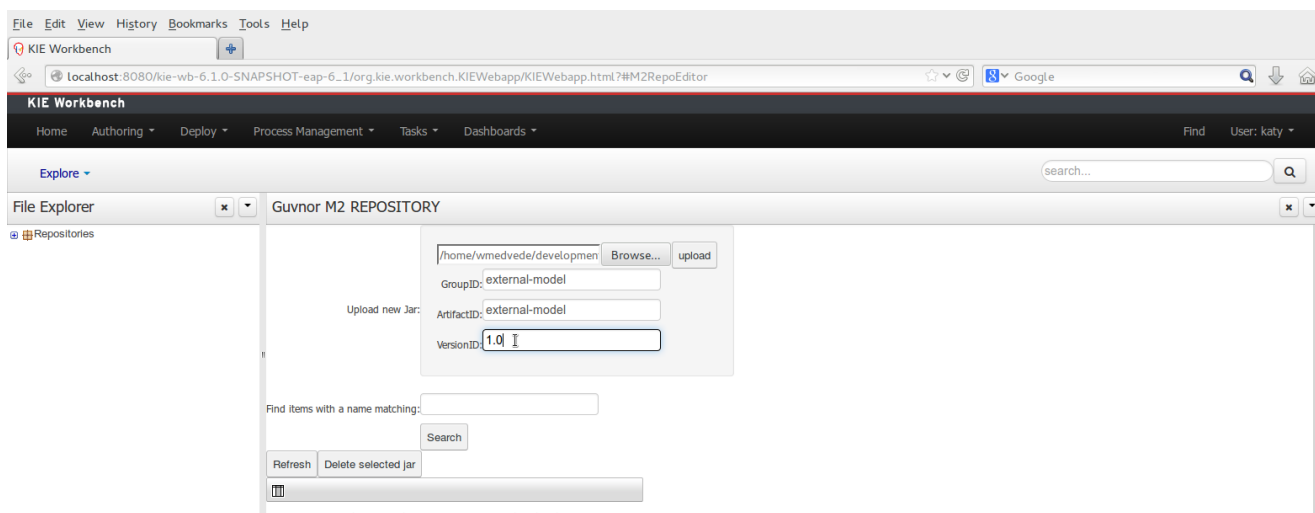 File Edit View History Bookmarks Tools Help
KIE Workbench
localhost:8080/kie-wb-6.1.0-SNAPSHOT-eap-6_1/org.kie.workbench.KIEWebapp/KIEWebapp.html?#M2RepoEditor Google
KIE Workbench
Home Authoring Deploy Process Management Tasks Dashboards Find User: katy
Explore search...
File Explorer Guvnor M2 REPOSITORY
Repositories
/home/wmedvede/developmen Browse... upload
GroupID: external-model
Upload new Jar: ArtifactID: external-model
VersionID: 1.0
Find items with a name matching:
Search
Refresh Delete selected jar